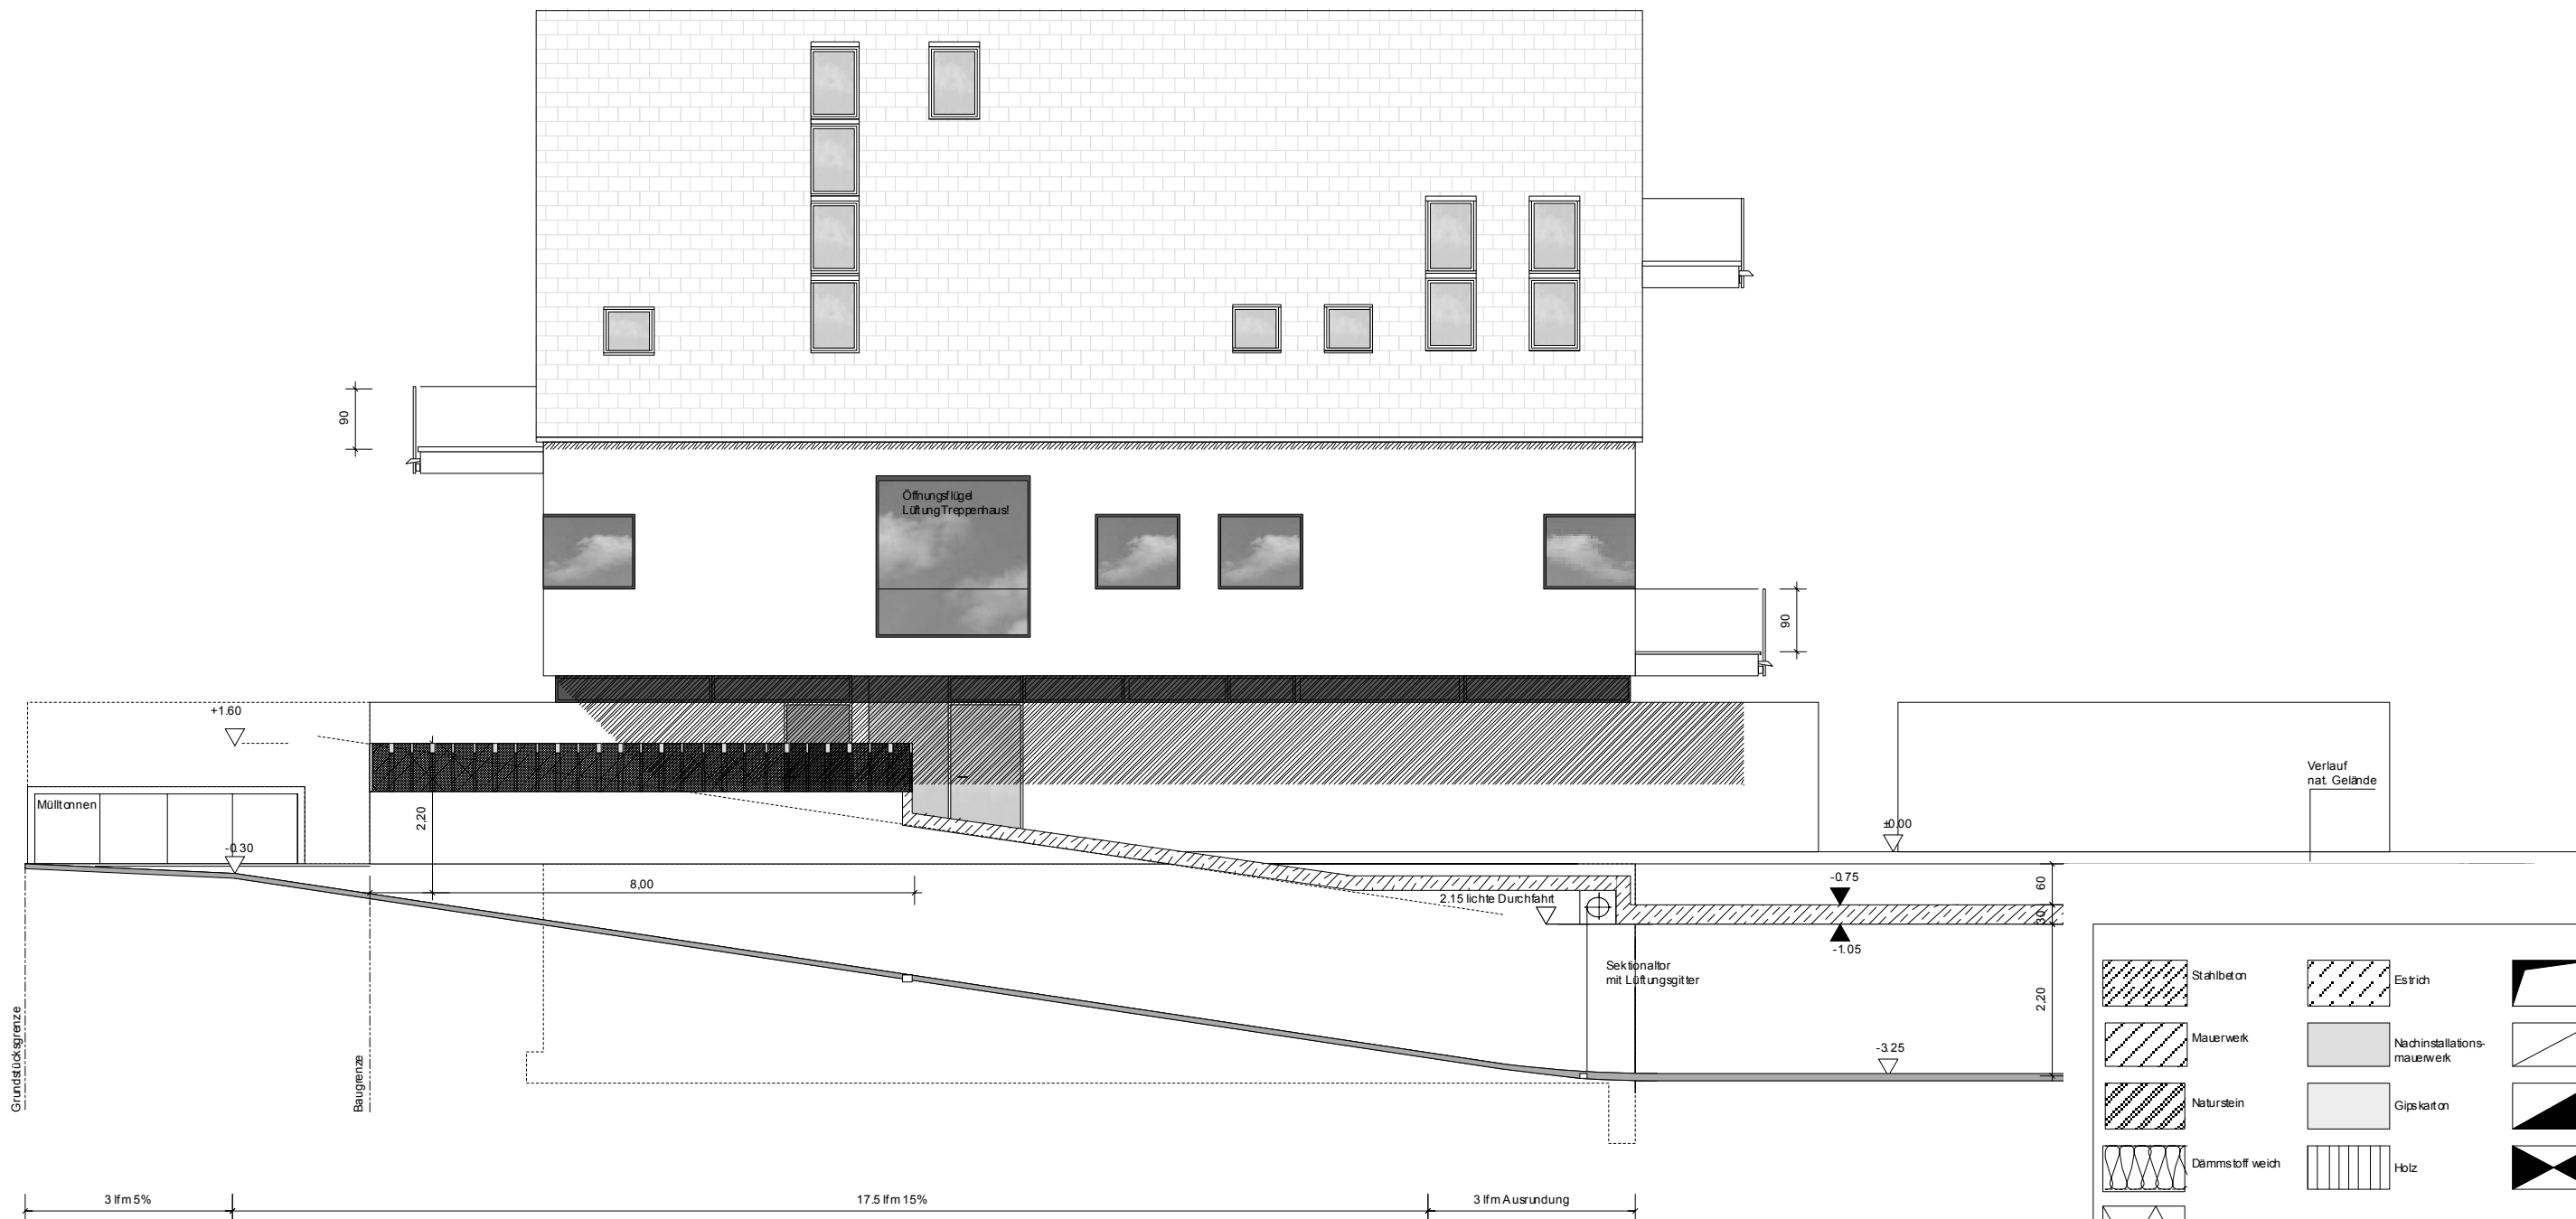 90
Öffnungsflügel
Lüftung Treppenhaus!
90
+1.60
Verlauf
nat. Gelände
Mülltonnen
2,20
±0.00
-0.30
8,00
-0.75
60
2.15 lichte Durchfahrt
30
-1.05
Sektionaltor
mit Lüftungsgitter
2,20
-3.25
Grundstücksgrenze
Baugrenze
Stahlbeton
Estrich
Mauerwerk
Nachinstallations-
mauerwerk
Naturstein
Gipskarton
Dämmstoff weich
Holz
3 lfm 5%
17.5 lfm 15%
3 lfm Ausrundung